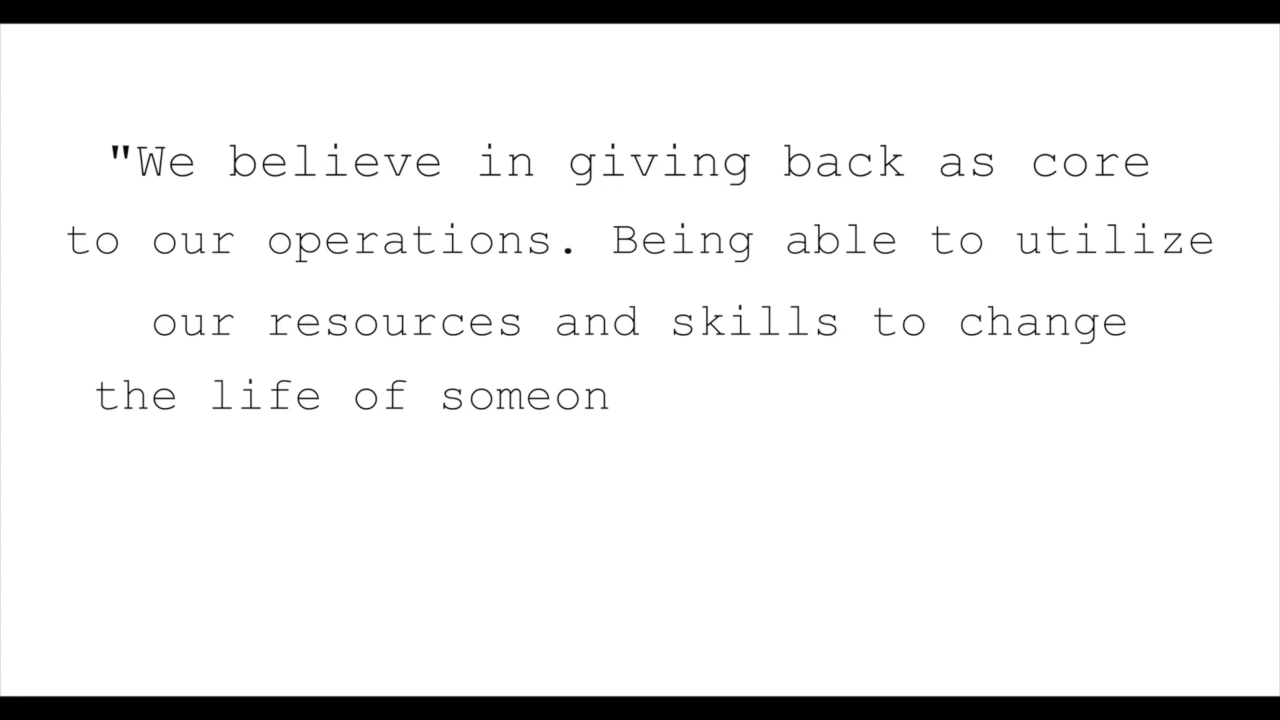 "We believe in giving back as core
to our operations. Being able to utilize
our resources and skills to change
the life of someon